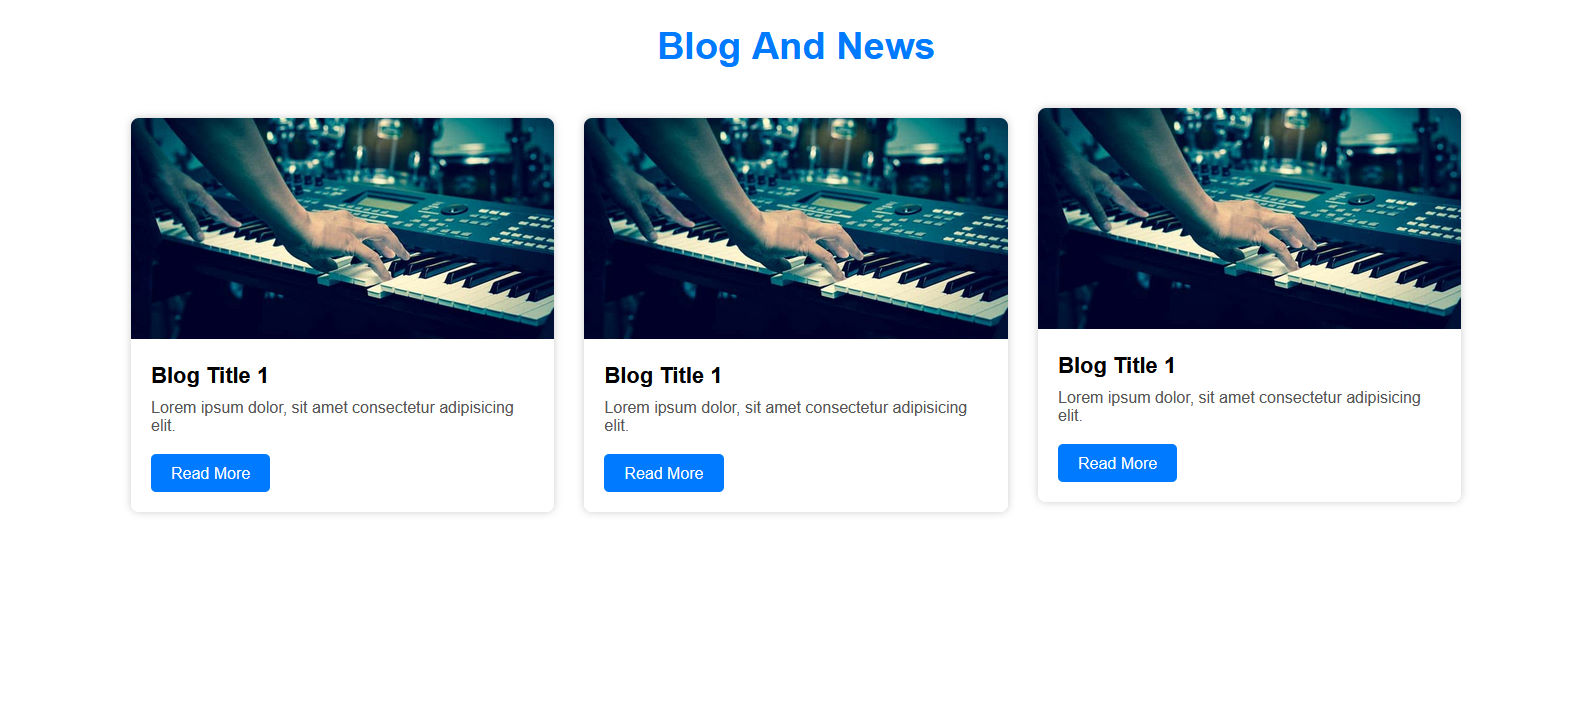 Blog And News
Blog Title 1
Lorem ipsum dolor, sit amet consectetur adipisicing
elit.
Read More
Blog Title 1
Lorem ipsum dolor, sit amet consectetur adipisicing
elit.
Read More
Blog Title 1
Lorem ipsum dolor, sit amet consectetur adipisicing
elit.
Read More